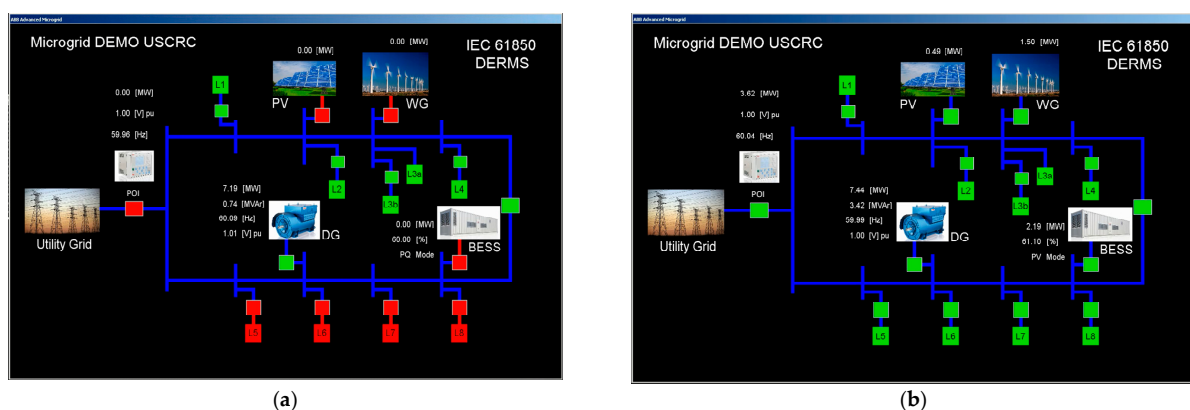 ABB Advanced Microgrid
Microgrid DEMO USCRC
0.00 [MW]
0.00 [MW]
IEC 61850
DERMS
L1
PV
WG
0.00 [MW]
1.00 [V] pu
59.96 [Hz]
POI
Utility Grid
L2
L3a
L3b
L4
7.19 [MW]
0.74 [MVAr]
60.09 [Hz]
1.01 [V] pu
DG
0.00 [MW]
60.00 [%]
PQ Mode
BESS
L5
L6
L7
L8
(a)
ABB Advanced Microgrid
Microgrid DEMO USCRC
0.49 [MW]
1.50 [MW]
IEC 61850
DERMS
L1
PV
WG
3.62 [MW]
1.00 [V] pu
60.04 [Hz]
POI
Utility Grid
L2
L3a
L3b
L4
7.44 [MW]
3.42 [MVAr]
59.99 [Hz]
1.00 [V] pu
DG
2.19 [MW]
61.10 [%]
PV Mode
BESS
L5
L6
L7
L8
(b)